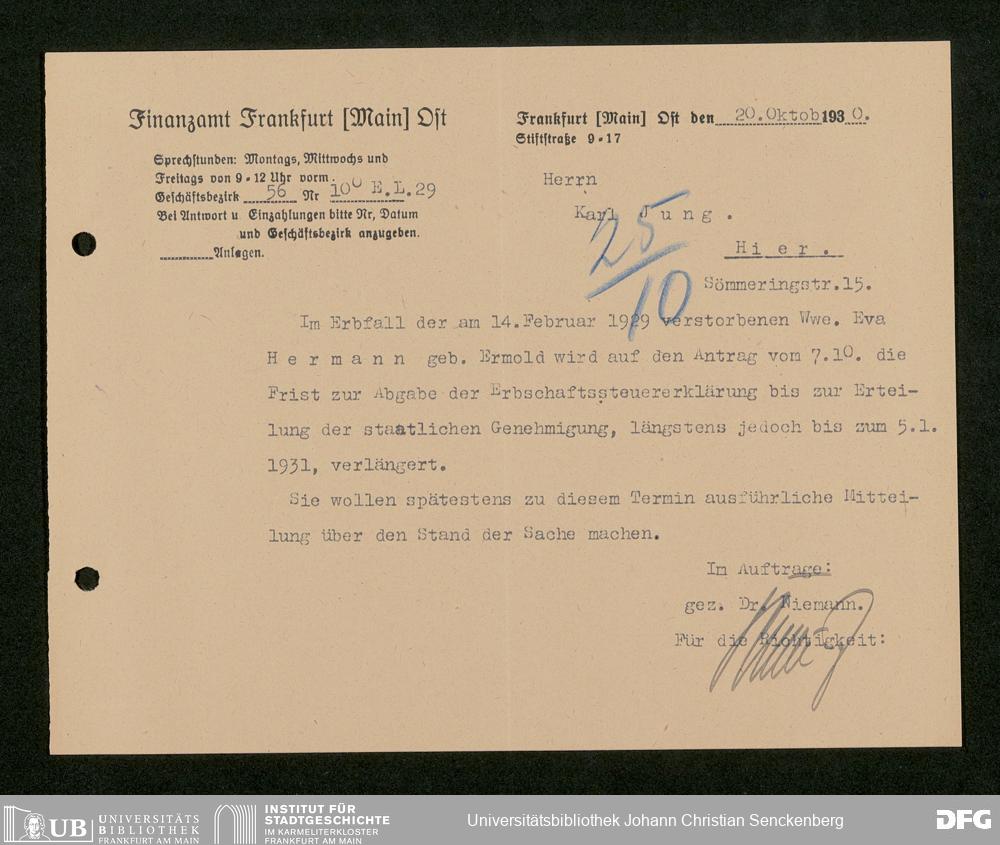 Finanzamt Frankfurt [Main] Ost
Sprechstunden: Montags, Mittwochs und
Freitags von 9-12 Uhr vorm.
Geschäftsbezirk 56 Nr 100 E.L.29
Bei Antwort u. Einzahlungen bitte Nr, Datum
und Geschäftsbezirk anzugeben.
Anlagen.
Frankfurt [Main] Ost den 20.Oktob 1930.
Stiftstraße 9-17
Herrn
Karl Jung.
Hier.
Sömmeringstr.15.
25/10
Im Erbfall der am 14.Februar 1929 verstorbenen Wwe. Eva
Hermann geb. Ermold wird auf den Antrag vom 7.10. die
Frist zur Abgabe der Erbschaftssteuererklärung bis zur Ertei-
lung der staatlichen Genehmigung, längstens jedoch bis zum 5.1.
1931, verlängert.
Sie wollen spätestens zu diesem Termin ausführliche Mittei-
lung über den Stand der Sache machen.
Im Auftrage:
gez. Dr. Niemann.
Für die Richtigkeit:
UB UNIVERSITÄTS
BIBLIOTHEK
FRANKFURT AM MAIN
INSTITUT FÜR
STADTGESCHICHTE
IM KARMELITERKLOSTER
FRANKFURT AM MAIN
Universitätsbibliothek Johann Christian Senckenberg
DFG